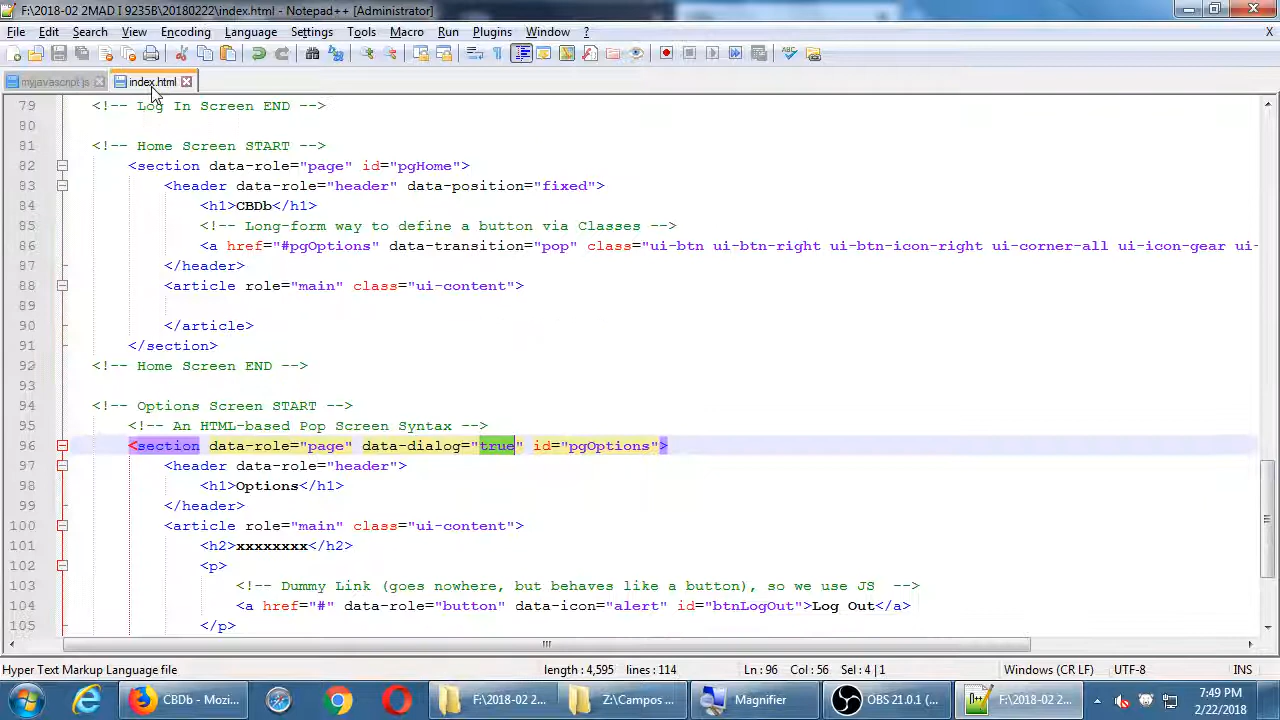 F:\2018-02 2MAD I 9235B\20180222\index.html - Notepad++ [Administrator]
File Edit Search View Encoding Language Settings Tools Macro Run Plugins Window ? X
myjavascript.js index.html
79 <!-- Log In Screen END -->
80
81 <!-- Home Screen START -->
82 <section data-role="page" id="pgHome">
83 <header data-role="header" data-position="fixed">
84 <h1>CBDb</h1>
85 <!-- Long-form way to define a button via Classes -->
86 <a href="#pgOptions" data-transition="pop" class="ui-btn ui-btn-right ui-btn-icon-right ui-corner-all ui-icon-gear ui-
87 </header>
88 <article role="main" class="ui-content">
89
90 </article>
91 </section>
92 <!-- Home Screen END -->
93
94 <!-- Options Screen START -->
95 <!-- An HTML-based Pop Screen Syntax -->
96 <section data-role="page" data-dialog="true" id="pgOptions">
97 <header data-role="header">
98 <h1>Options</h1>
99 </header>
100 <article role="main" class="ui-content">
101 <h2>xxxxxxxx</h2>
102 <p>
103 <!-- Dummy Link (goes nowhere, but behaves like a button), so we use JS -->
104 <a href="#" data-role="button" data-icon="alert" id="btnLogOut">Log Out</a>
105 </p>
Hyper Text Markup Language file length : 4,595 lines : 114 Ln : 96 Col : 56 Sel : 4 | 1 Windows (CR LF) UTF-8 INS
CBDb - Mozi... F:\2018-02 2... Z:\Campos ... Magnifier OBS 21.0.1 (... F:\2018-02 2... 7:49 PM
2/22/2018